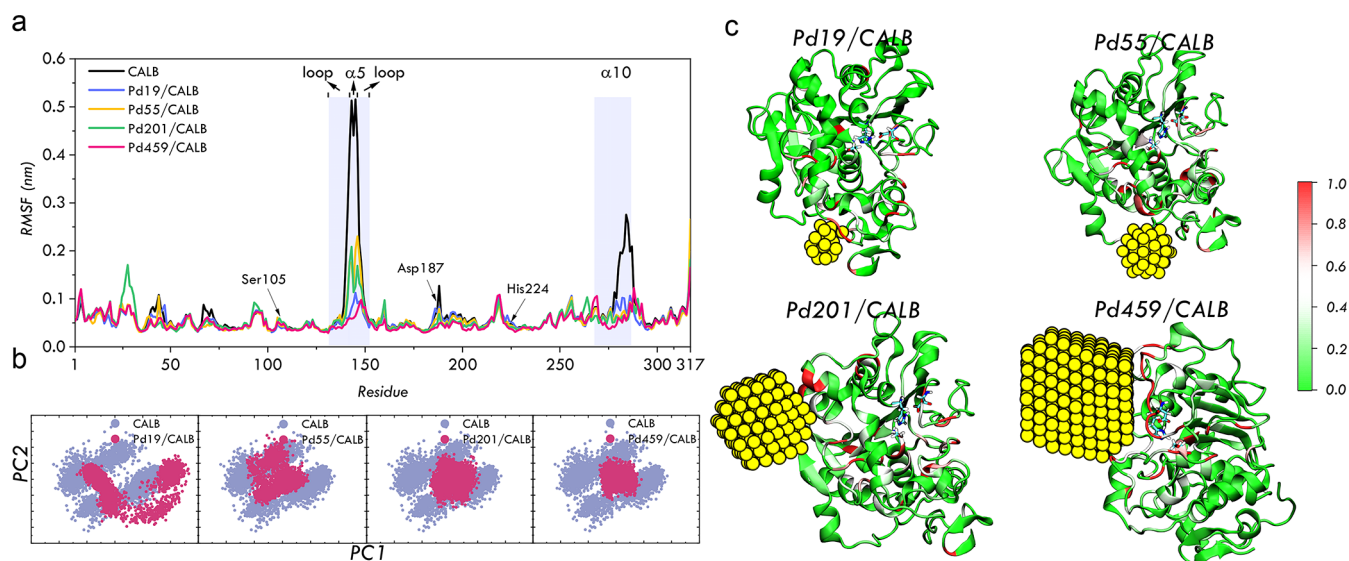 a
0.6
0.5
0.4
0.3
0.2
0.1
0.0
RMSF (nm)
CALB
Pd19/CALB
Pd55/CALB
Pd201/CALB
Pd459/CALB
loop α5 loop
α10
Ser105
Asp187
His224
1 50 100 150 200 250 300 317
Residue
b
PC2
CALB
Pd19/CALB
CALB
Pd55/CALB
CALB
Pd201/CALB
CALB
Pd459/CALB
PC1
c
Pd19/CALB
Pd55/CALB
Pd201/CALB
Pd459/CALB
1.0
0.8
0.6
0.4
0.2
0.0